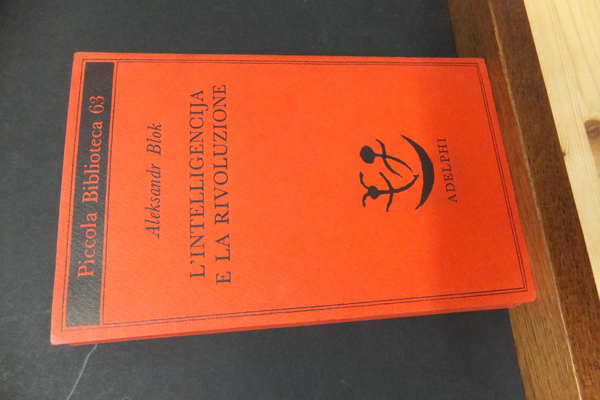 Piccola Biblioteca 63
Aleksandr Blok
L'INTELLIGENCIJA
E LA RIVOLUZIONE
ADELPHI